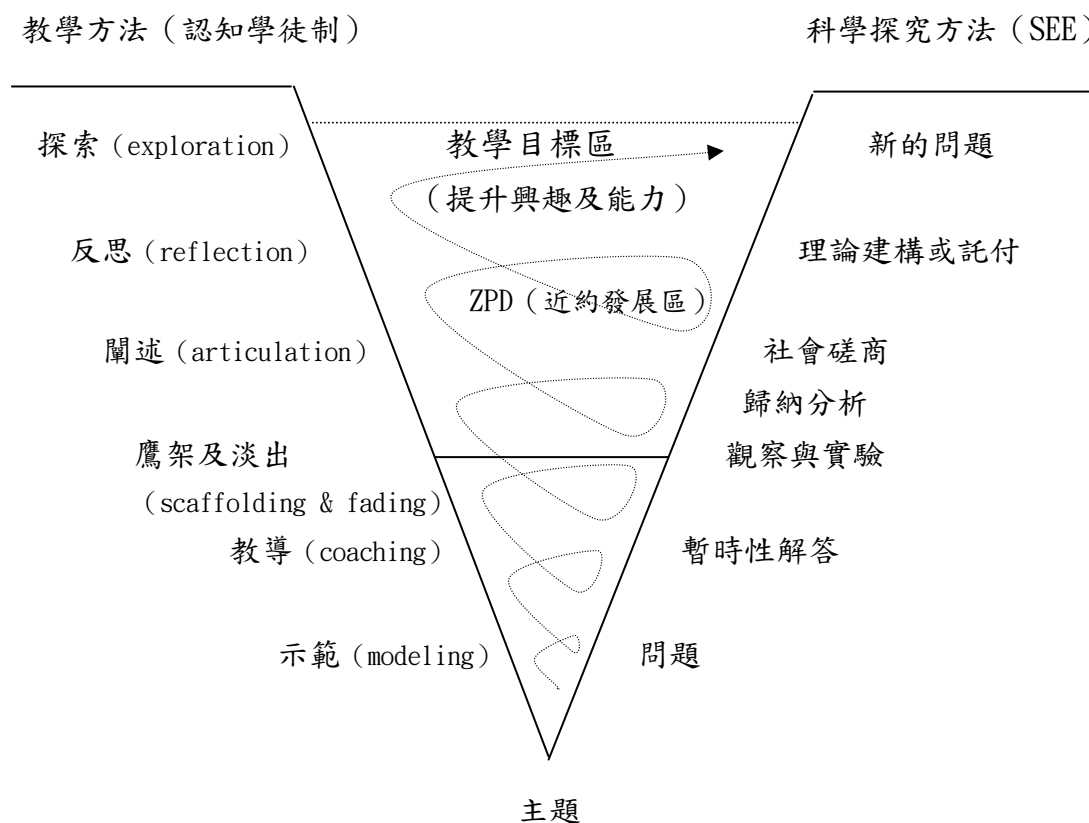 教學方法（認知學徒制）
科學探究方法（SEE）
探索（exploration）
教學目標區
新的問題
（提升興趣及能力）
反思（reflection）
理論建構或託付
ZPD（近約發展區）
闡述（articulation）
社會磋商
歸納分析
鷹架及淡出
觀察與實驗
（scaffolding & fading）
教導（coaching）
暫時性解答
示範（modeling）
問題
主題